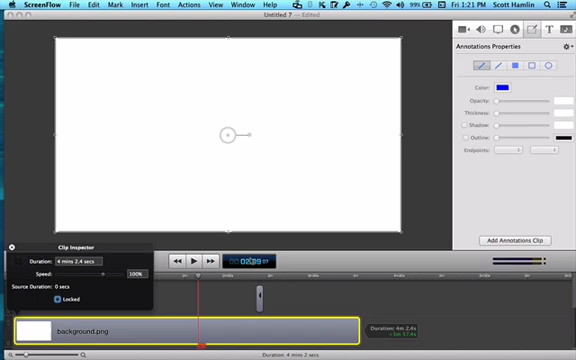 ScreenFlow File Edit Mark Insert Font Actions View Window Help 99% Fri 1:21 PM Scott Hamlin
Untitled 7 — Edited
Annotations Properties
Color:
Opacity:
Thickness:
Shadow:
Outline:
Endpoints:
Add Annotations Clip
Clip Inspector
Duration: 4 mins 2.4 secs
Speed: 100%
Source Duration: 0 secs
Locked
background.png
Duration: 4m 2.4s
+3m 57.4s
Duration: 4 mins 2 secs